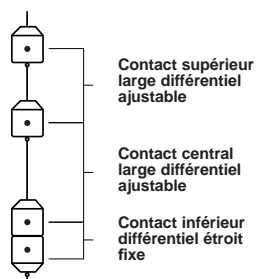 Contact supérieur
large différentiel
ajustable
Contact central
large différentiel
ajustable
Contact inférieur
différentiel étroit
fixe